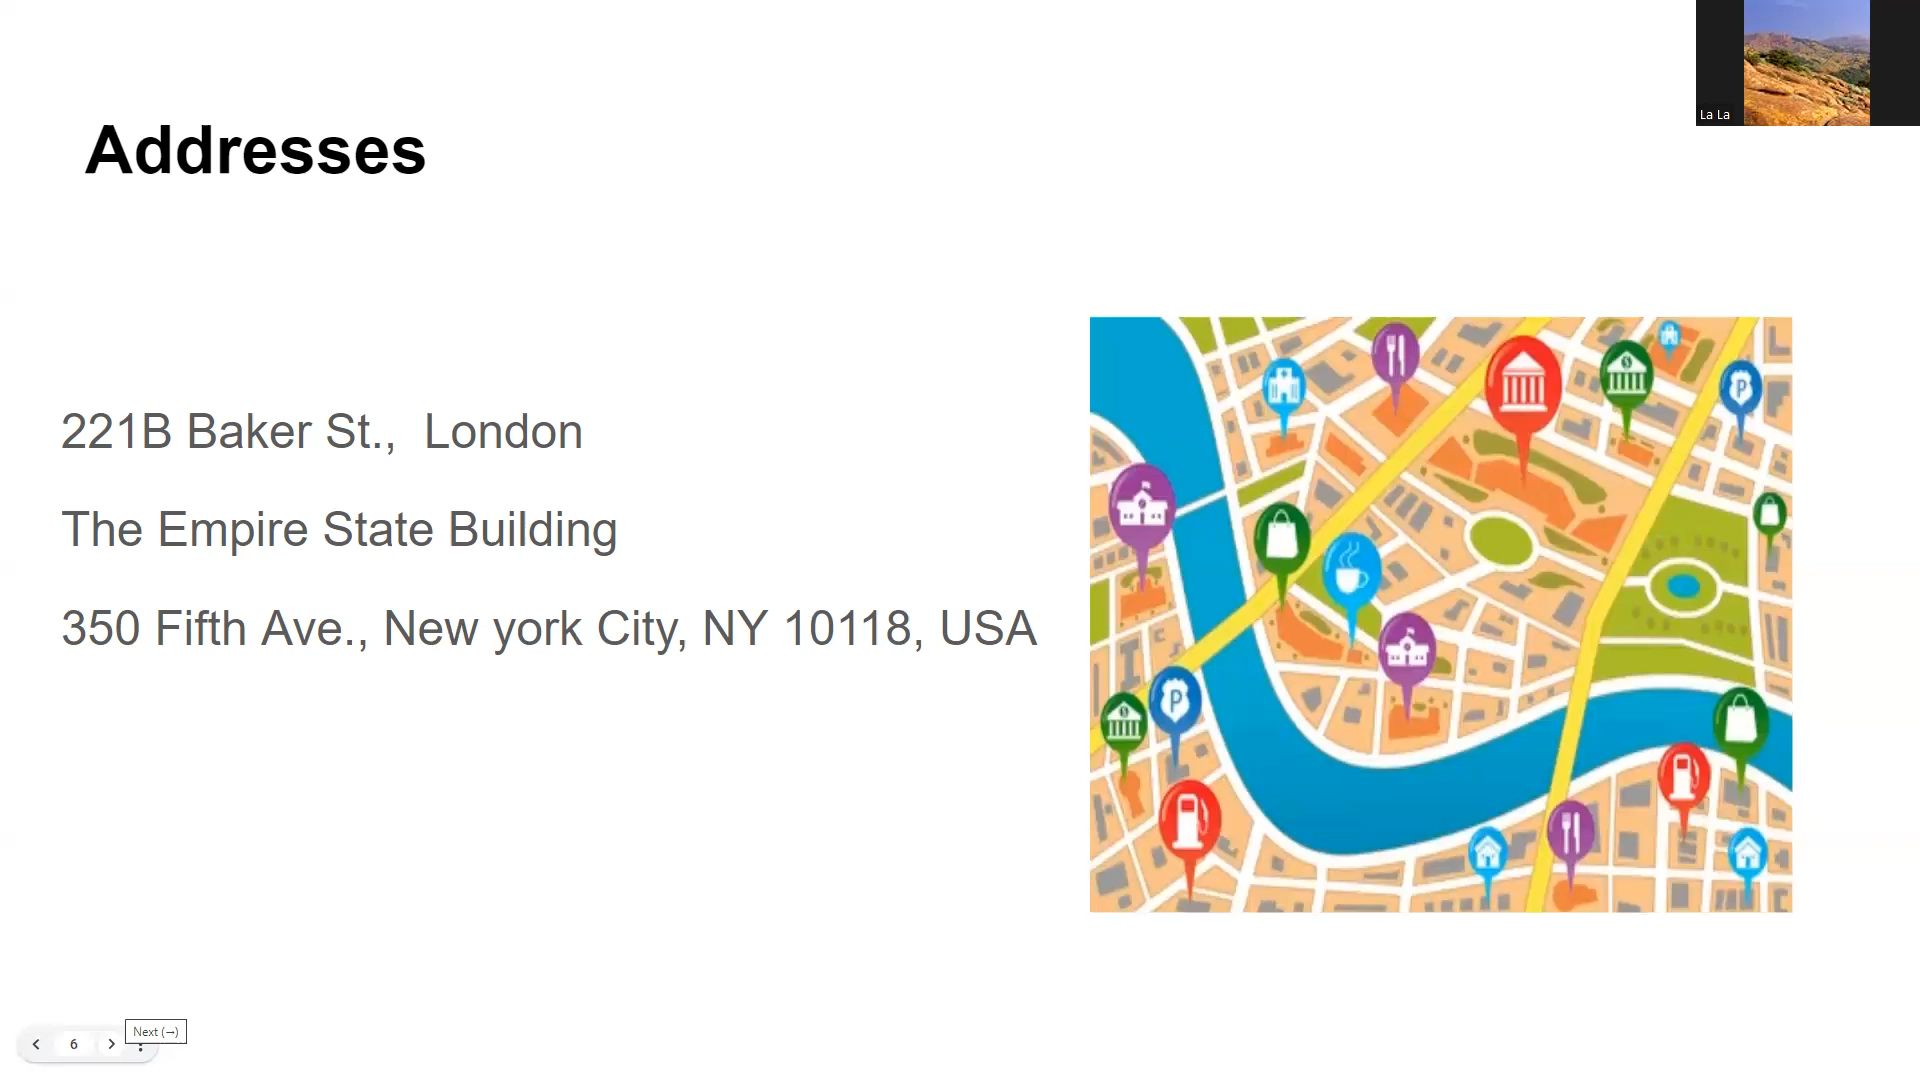 La La
Addresses
221B Baker St.,  London
The Empire State Building
350 Fifth Ave., New york City, NY 10118, USA
P
P
$
$
Next (→)
6